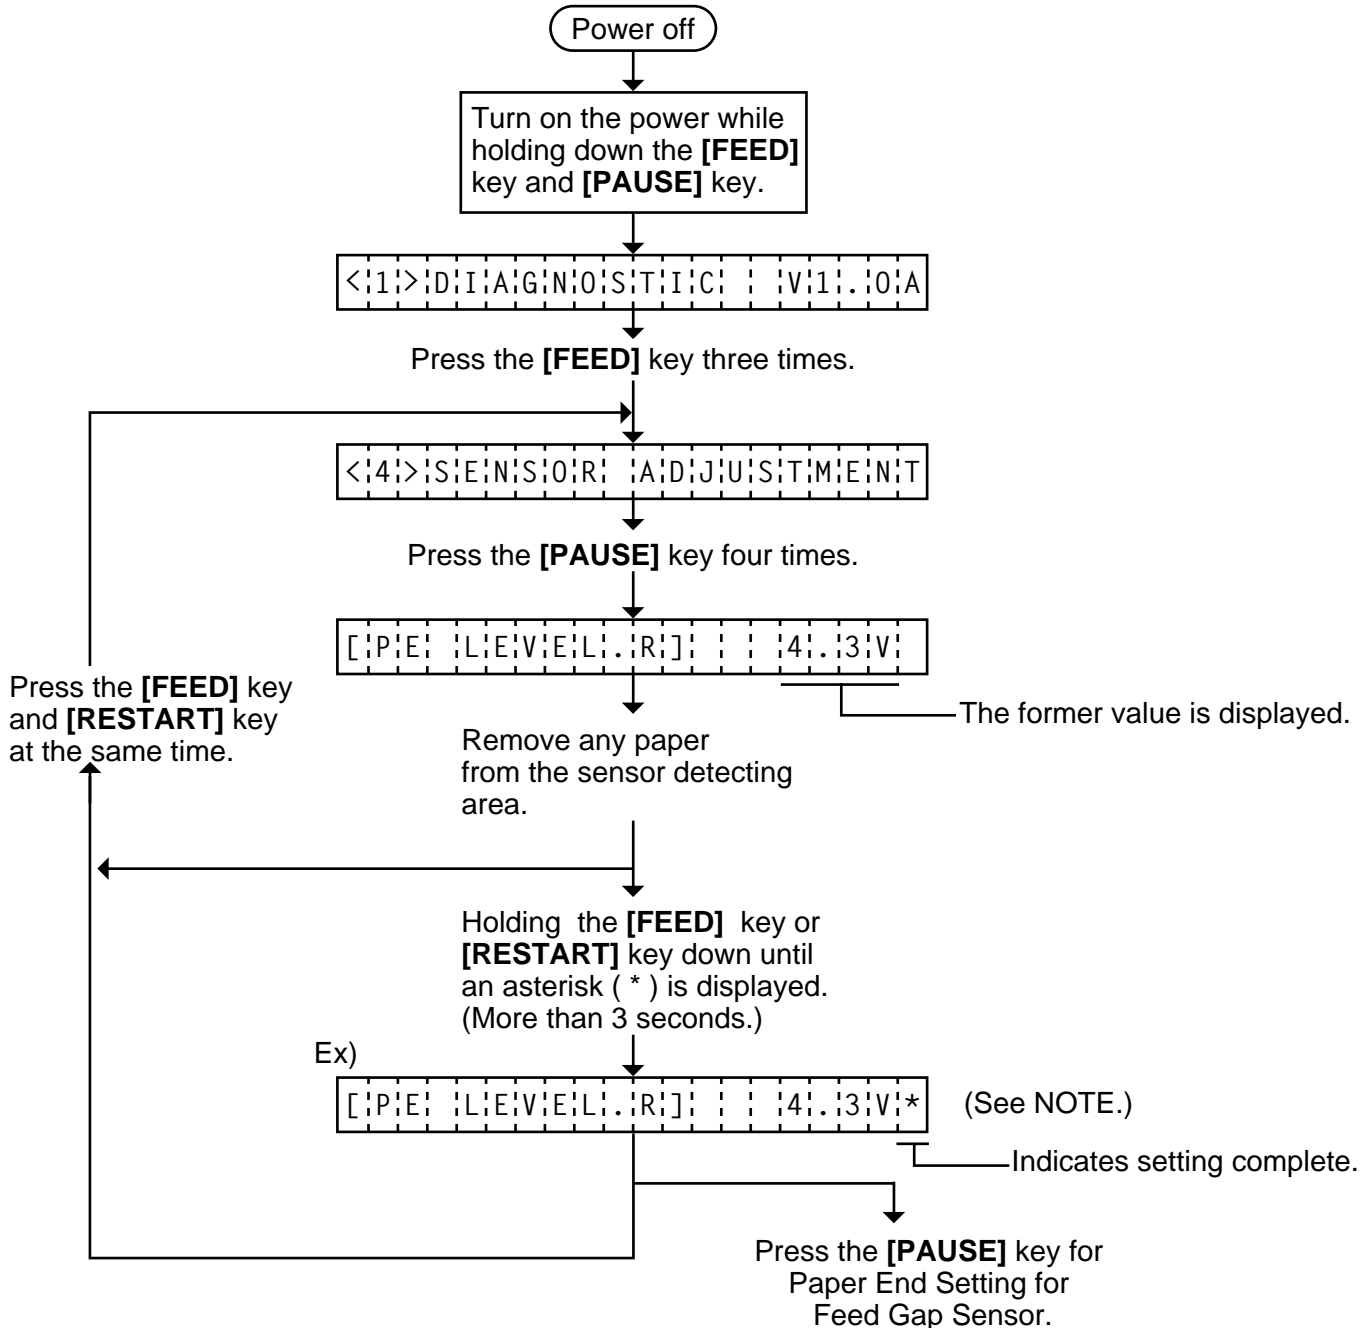 Power off
Turn on the power while
holding down the [FEED]
key and [PAUSE] key.
<1>DIAGNOSTIC  V1.0A
Press the [FEED] key three times.
<4>SENSOR ADJUSTMENT
Press the [PAUSE] key four times.
[PE LEVEL.R]   4.3V
The former value is displayed.
Press the [FEED] key
and [RESTART] key
at the same time.
Remove any paper
from the sensor detecting
area.
Holding  the [FEED]  key or
[RESTART] key down until
an asterisk ( * ) is displayed.
(More than 3 seconds.)
Ex)
[PE LEVEL.R]   4.3V* (See NOTE.)
Indicates setting complete.
Press the [PAUSE] key for
Paper End Setting for
Feed Gap Sensor.